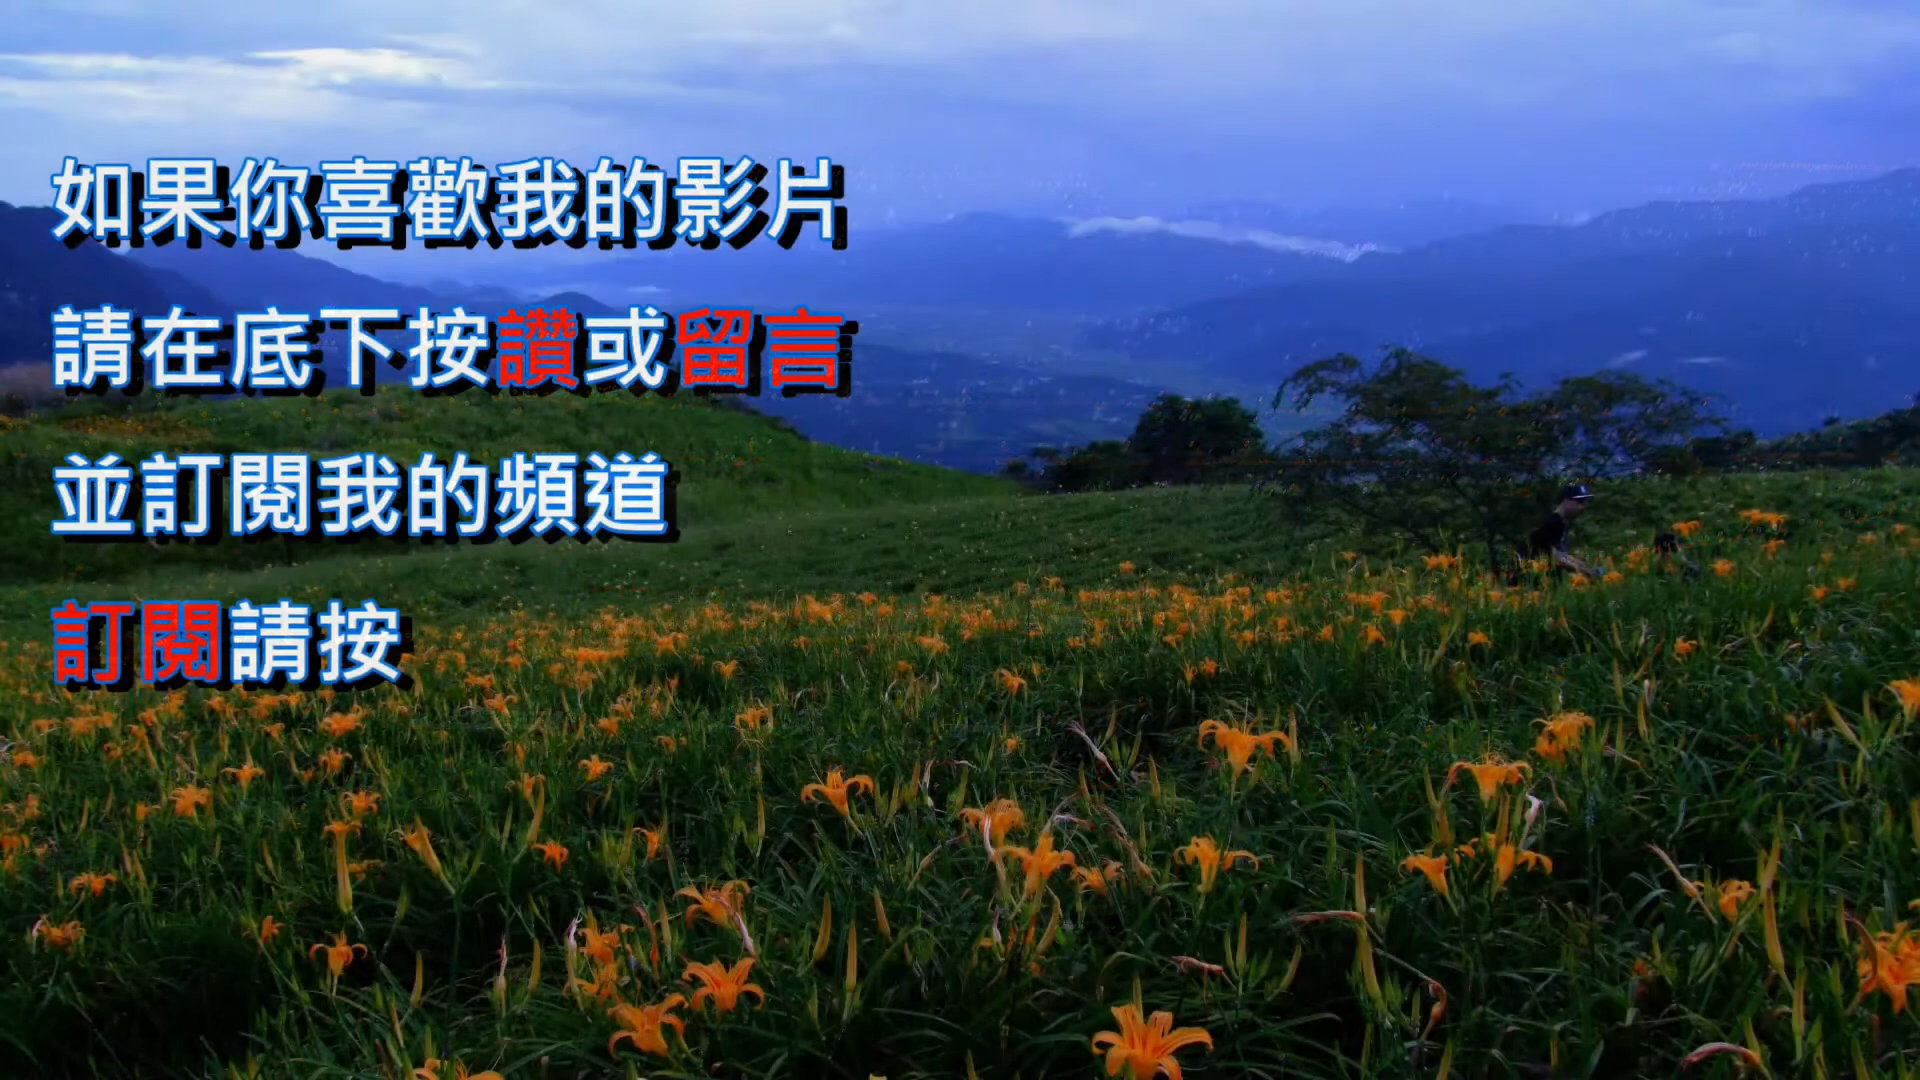 如果你喜歡我的影片
請在底下按讚或留言
並訂閱我的頻道
訂閱請按